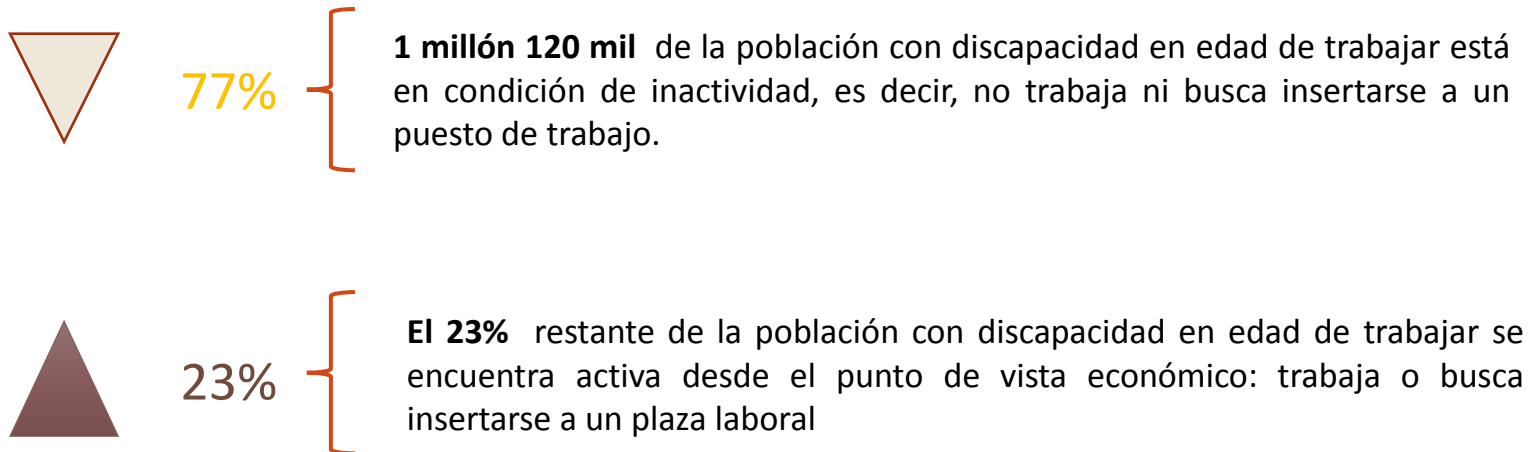 77%
1 millón 120 mil de la población con discapacidad en edad de trabajar está
en condición de inactividad, es decir, no trabaja ni busca insertarse a un
puesto de trabajo.
23%
El 23% restante de la población con discapacidad en edad de trabajar se
encuentra activa desde el punto de vista económico: trabaja o busca
insertarse a un plaza laboral